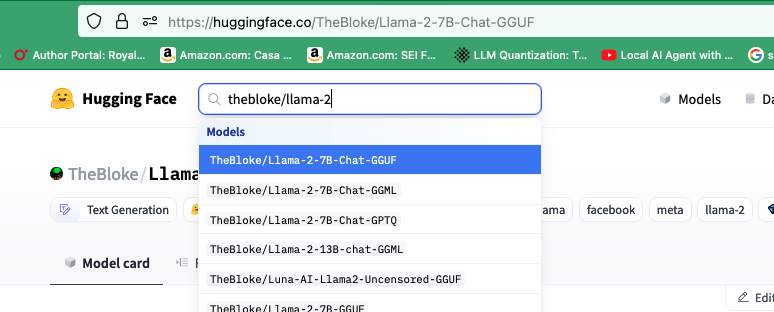 https://huggingface.co/TheBloke/Llama-2-7B-Chat-GGUF
Author Portal: Royal... Amazon.com: Casa ... Amazon.com: SEI F... LLM Quantization: T... Local AI Agent with ...
Hugging Face thebloke/llama-2 Models
Models
TheBloke/Llama-2-7B-Chat-GGUF
TheBloke/ Llama
TheBloke/Llama-2-7B-Chat-GGML
Text Generation facebook meta llama-2
TheBloke/Llama-2-7B-Chat-GPTQ
TheBloke/Llama-2-13B-chat-GGML
Model card
TheBloke/Luna-AI-Llama2-Uncensored-GGUF
TheBloke/Llama-2-7B-GGUF
Edit